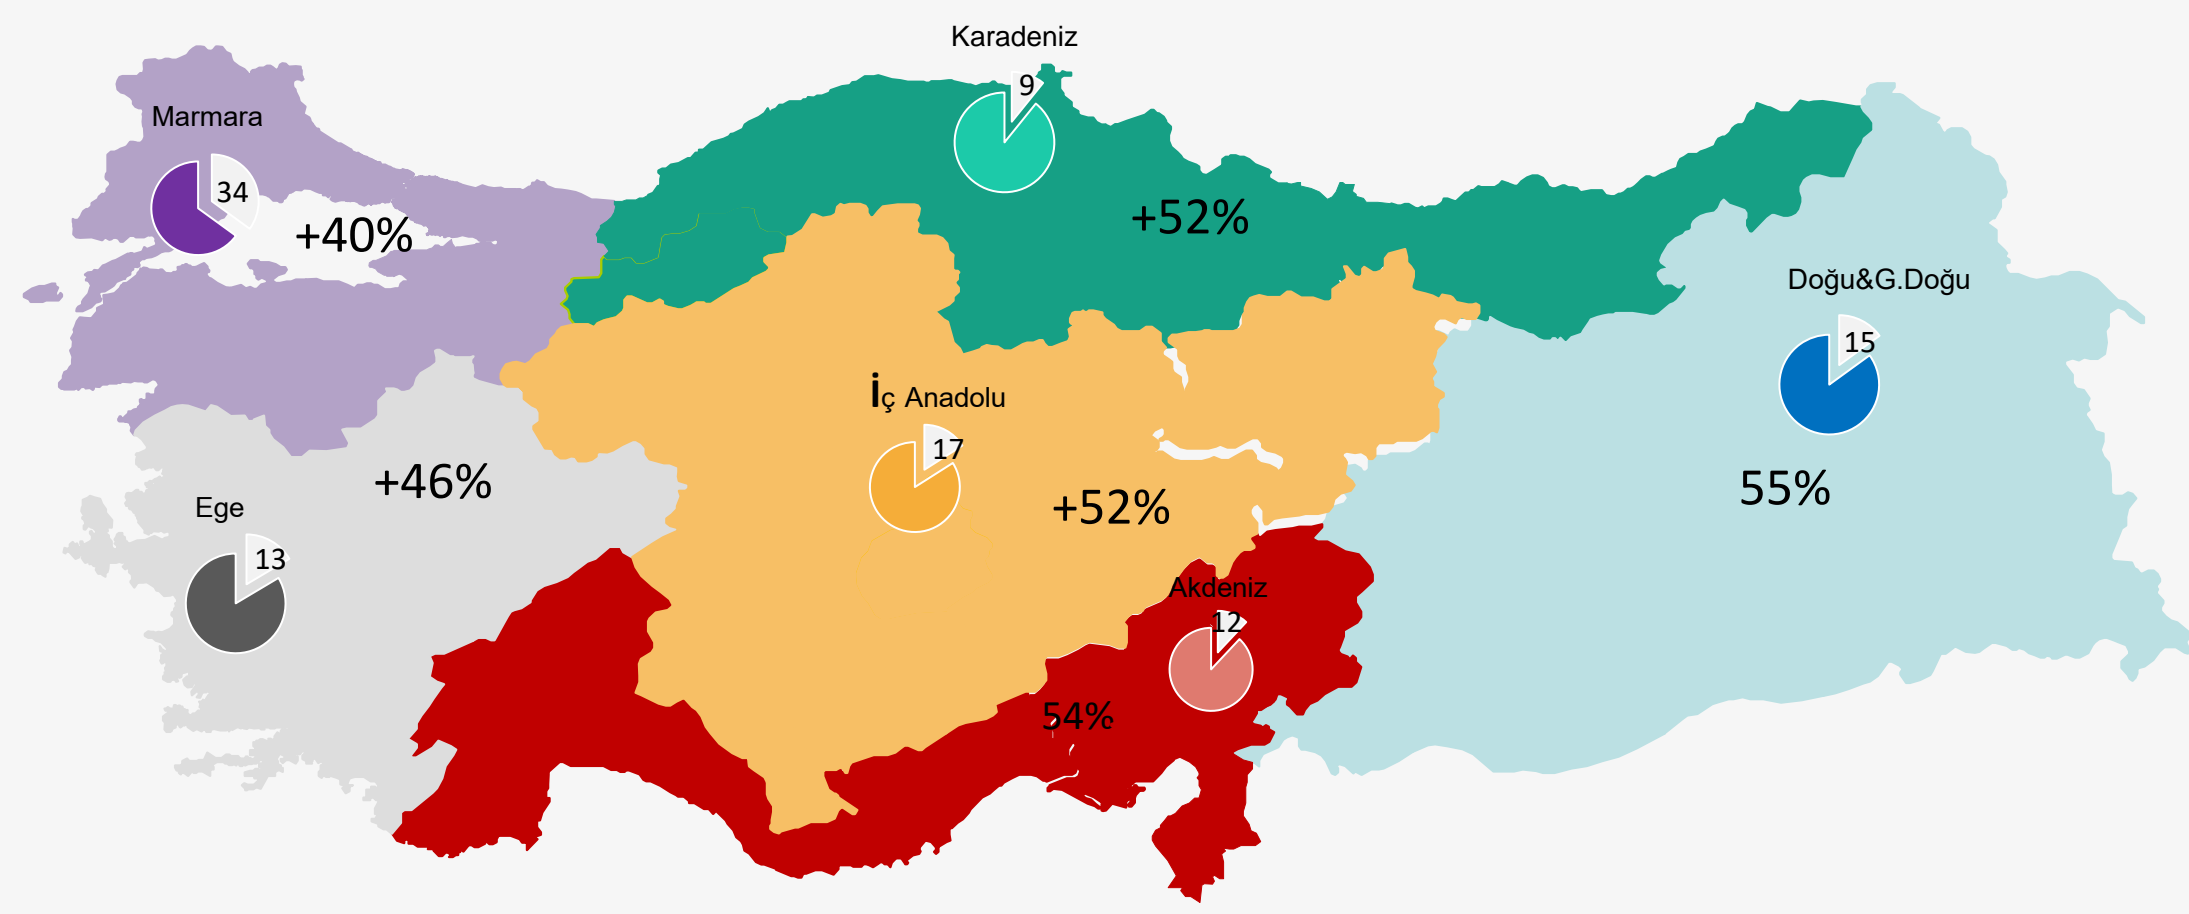 Karadeniz
9
Marmara
34
+40%
+52%
Doğu&G.Doğu
15
İç Anadolu
17
+46%
55%
+52%
Ege
13
Akdeniz
12
54%